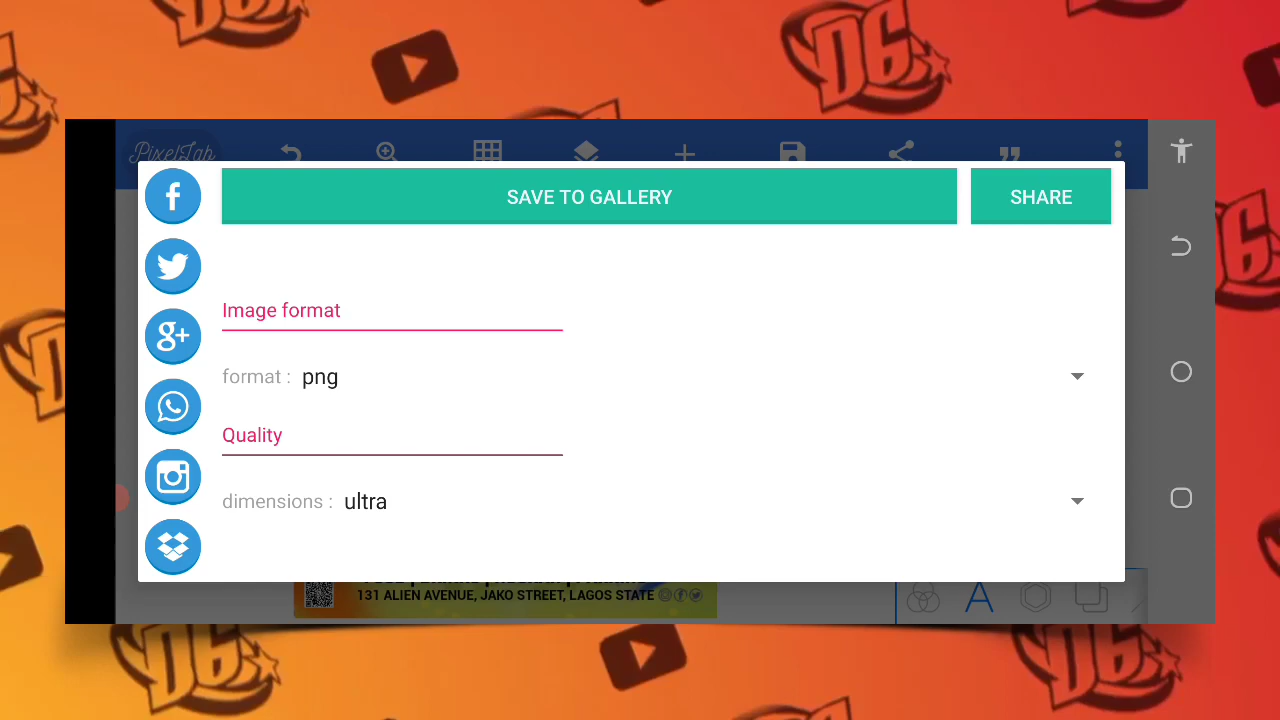 PixelLab
SAVE TO GALLERY
SHARE
Image format
format : png
Quality
dimensions : ultra
131 ALIEN AVENUE, JAKO STREET, LAGOS STATE
D6